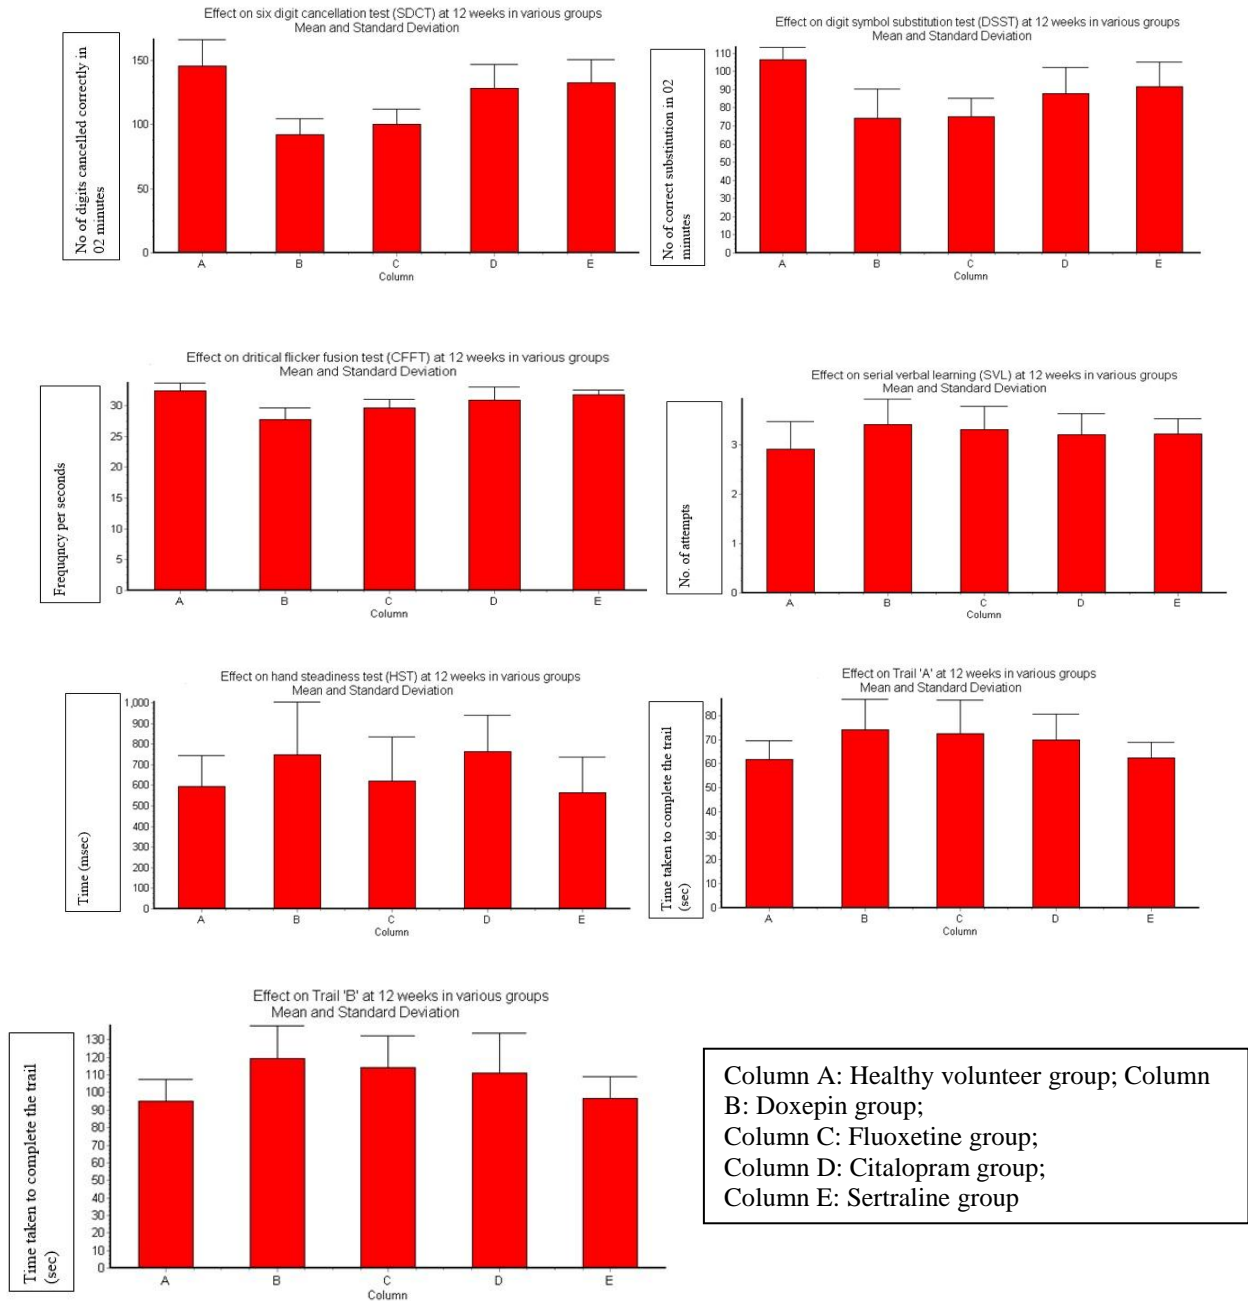 Effect on six digit cancellation test (SDCT) at 12 weeks in various groups
Mean and Standard Deviation
No of digits cancelled correctly in
02 minutes
150
100
50
0
A B C D E
Column
Effect on digit symbol substitution test (DSST) at 12 weeks in various groups
Mean and Standard Deviation
No of correct substitution in 02
minutes
110
100
90
80
70
60
50
40
30
20
10
0
A B C D E
Column
Effect on dritical flicker fusion test (CFFT) at 12 weeks in various groups
Mean and Standard Deviation
Frequqncy per seconds
30
25
20
15
10
5
0
A B C D E
Column
Effect on serial verbal learning (SVL) at 12 weeks in various groups
Mean and Standard Deviation
No. of attempts
3
2
1
0
A B C D E
Column
Effect on hand steadiness test (HST) at 12 weeks in various groups
Mean and Standard Deviation
Time (msec)
1,000
900
800
700
600
500
400
300
200
100
0
A B C D E
Column
Effect on Trail 'A' at 12 weeks in various groups
Mean and Standard Deviation
Time taken to complete the trail
(sec)
80
70
60
50
40
30
20
10
0
A B C D E
Column
Effect on Trail 'B' at 12 weeks in various groups
Mean and Standard Deviation
Time taken to complete the trail
(sec)
130
120
110
100
90
80
70
60
50
40
30
20
10
0
A B C D E
Column
Column A: Healthy volunteer group; Column
B: Doxepin group;
Column C: Fluoxetine group;
Column D: Citalopram group;
Column E: Sertraline group